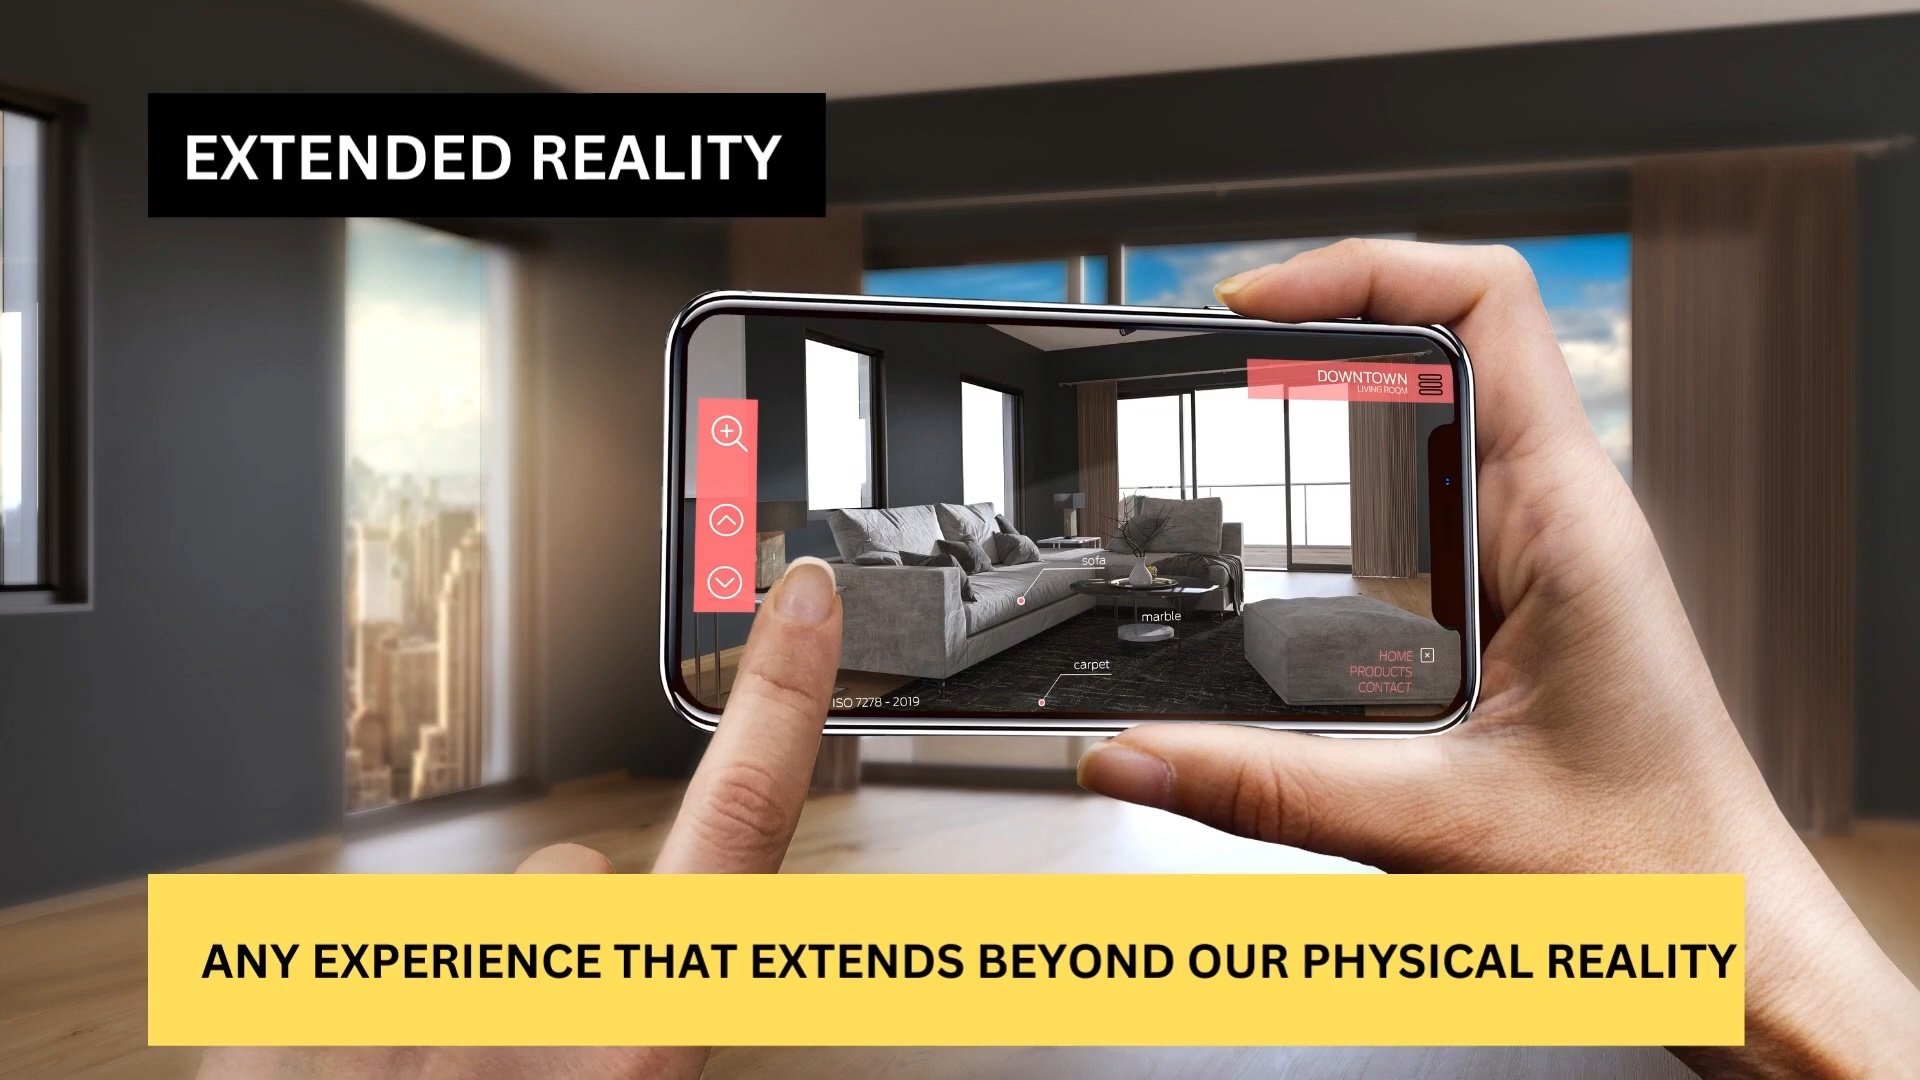 EXTENDED REALITY
DOWNTOWN
LIVING ROOM
sofa
marble
carpet
HOME
PRODUCTS
CONTACT
ISO 7278 - 2019
ANY EXPERIENCE THAT EXTENDS BEYOND OUR PHYSICAL REALITY